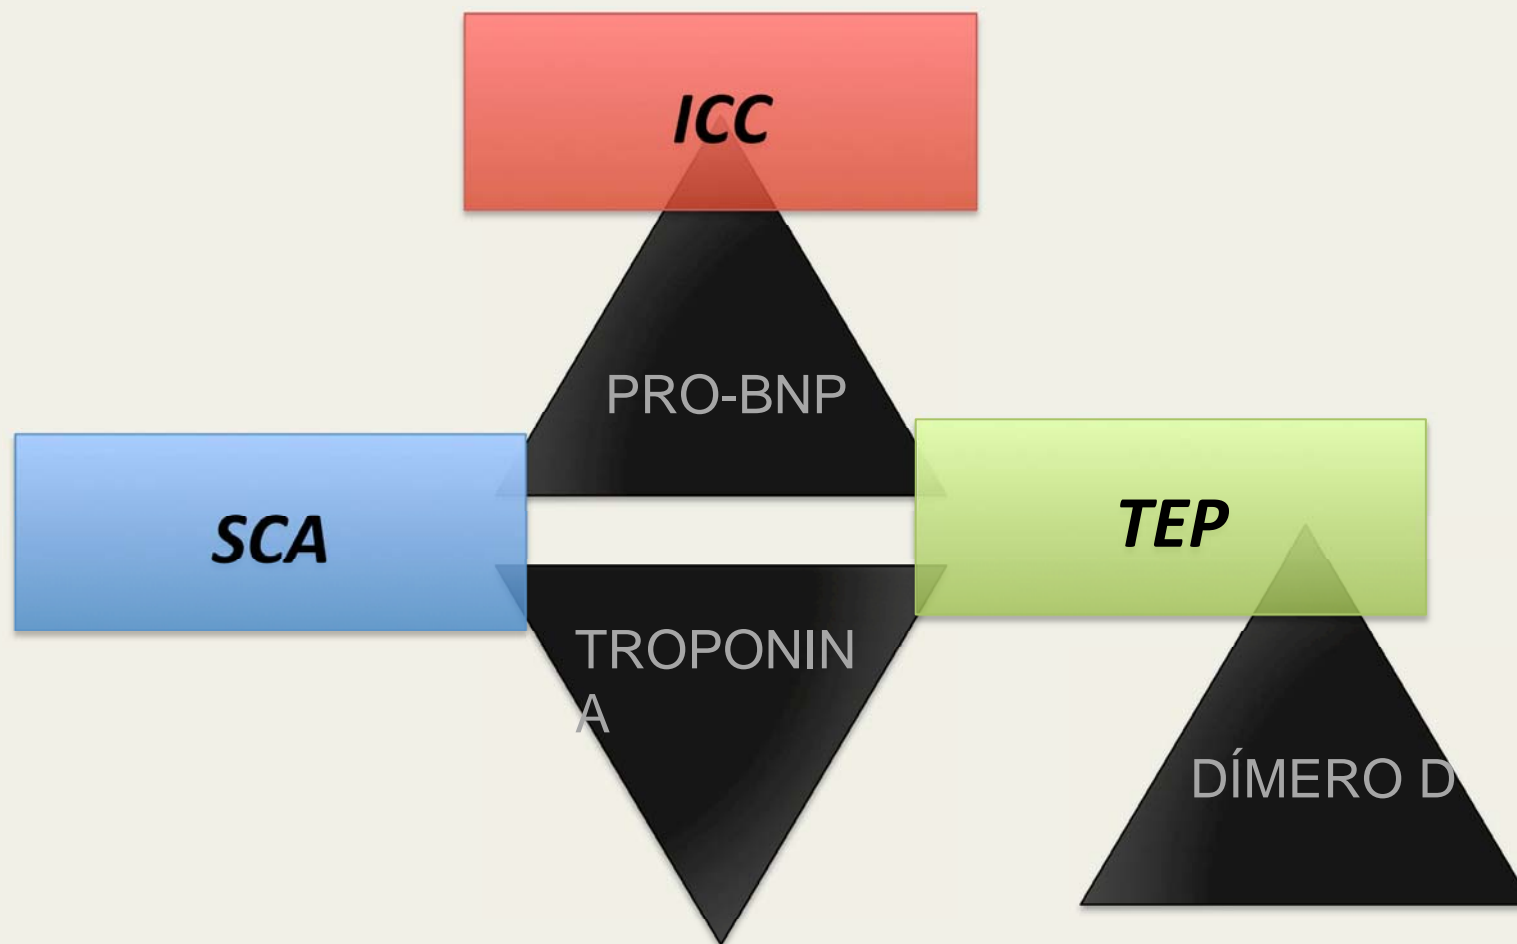 ICC
PRO-BNP
SCA
TEP
TROPONIN
A
DÍMERO D